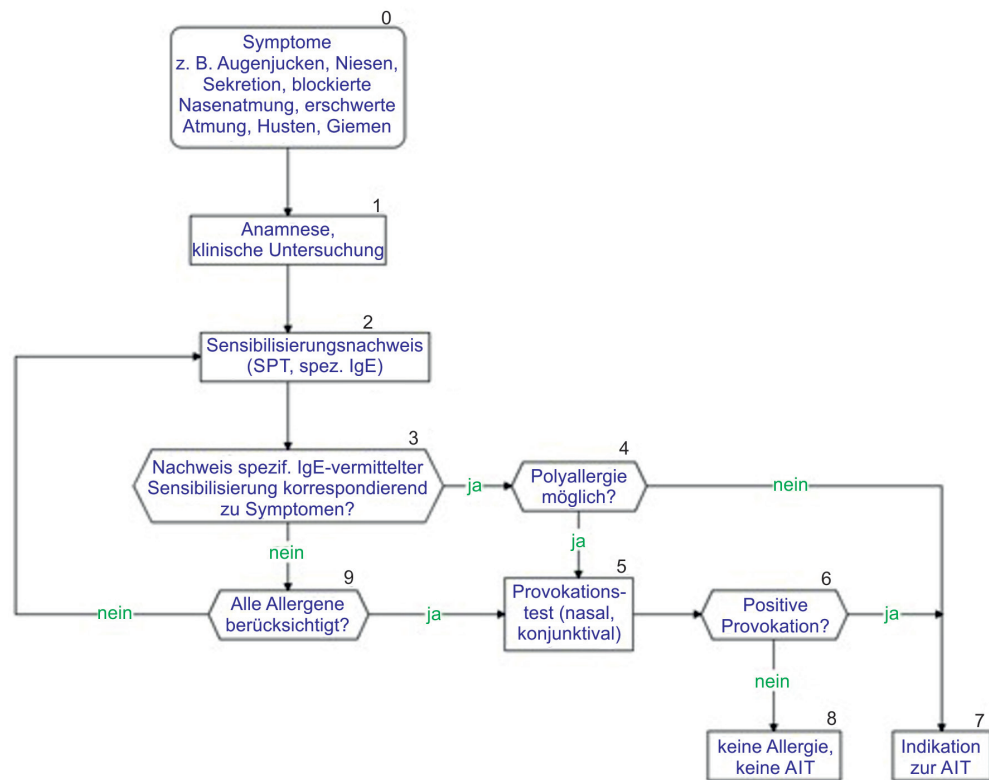 0
Symptome
z. B. Augenjucken, Niesen,
Sekretion, blockierte
Nasenatmung, erschwerte
Atmung, Husten, Giemen
1
Anamnese,
klinische Untersuchung
2
Sensibilisierungsnachweis
(SPT, spez. IgE)
3
Nachweis spezif. IgE-vermittelter
Sensibilisierung korrespondierend
zu Symptomen?
ja
4
Polyallergie
möglich?
nein
nein
ja
9
Alle Allergene
berücksichtigt?
nein
ja
5
Provokations-
test (nasal,
konjunktival)
6
Positive
Provokation?
ja
nein
8
keine Allergie,
keine AIT
7
Indikation
zur AIT